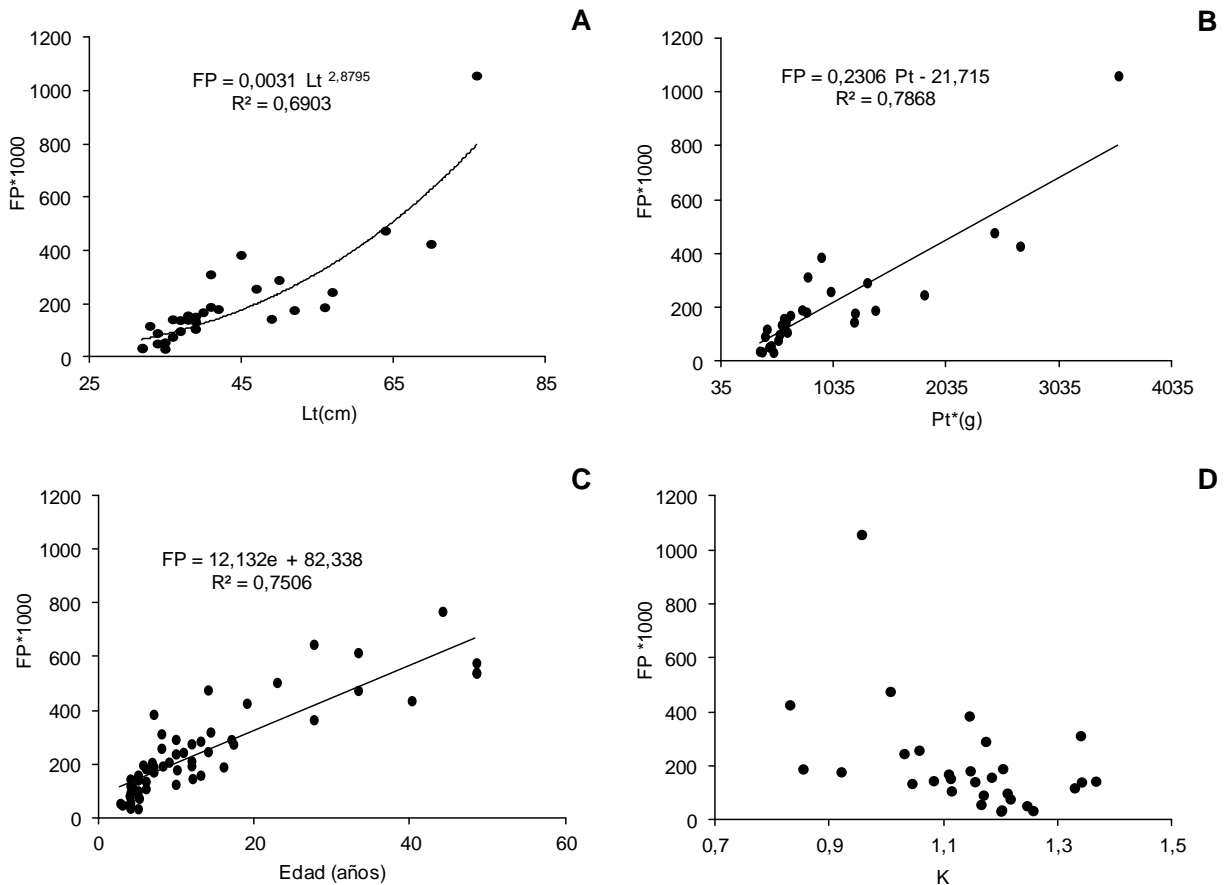 A
1200
1000
800
600
400
200
0
FP*1000
FP = 0,0031 Lt 2,8795
R² = 0,6903
25 45 65 85
Lt(cm)
B
1200
1000
800
600
400
200
0
FP*1000
FP = 0,2306 Pt - 21,715
R² = 0,7868
35 1035 2035 3035 4035
Pt*(g)
C
1200
1000
800
600
400
200
0
FP*1000
FP = 12,132e + 82,338
R² = 0,7506
0 20 40 60
Edad (años)
D
1200
1000
800
600
400
200
0
FP *1000
0,7 0,9 1,1 1,3 1,5
K